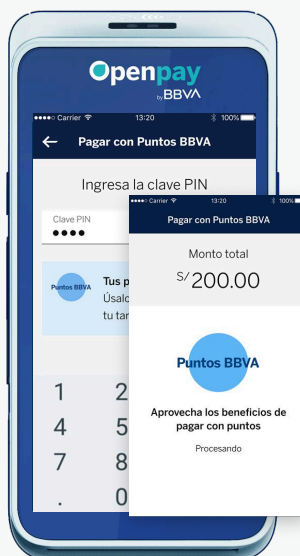 Openpay
by BBVA
Carrier 13:20 100%
Pagar con Puntos BBVA
Ingresa la clave PIN
Clave PIN
Puntos BBVA
Tus
Úsalo
tu tar
1 2
4 5
7 8
. 0
Carrier 13:20 100%
Pagar con Puntos BBVA
Monto total
S/ 200.00
Puntos BBVA
Aprovecha los beneficios de
pagar con puntos
Procesando